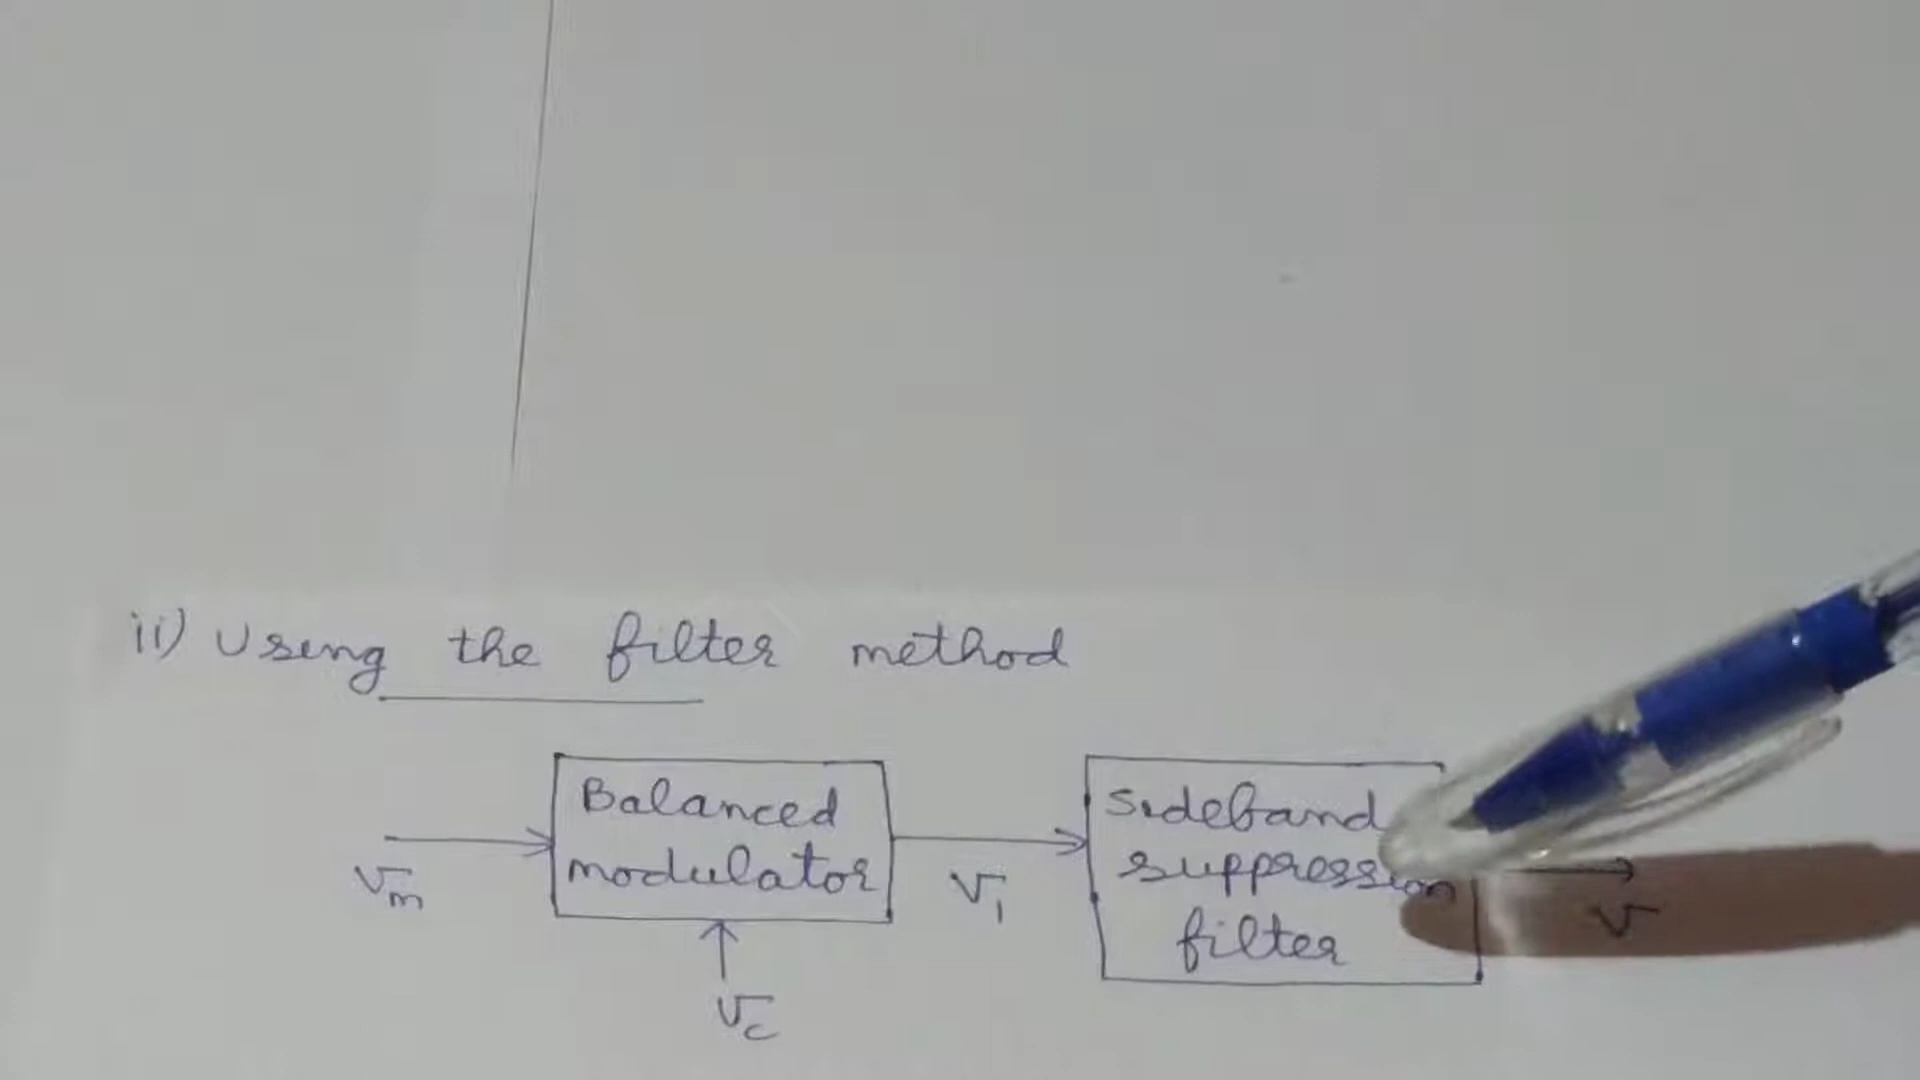 ii) Using the filter method
Balanced
modulator
Vm
V1
Vc
Sideband
suppression
filter
V